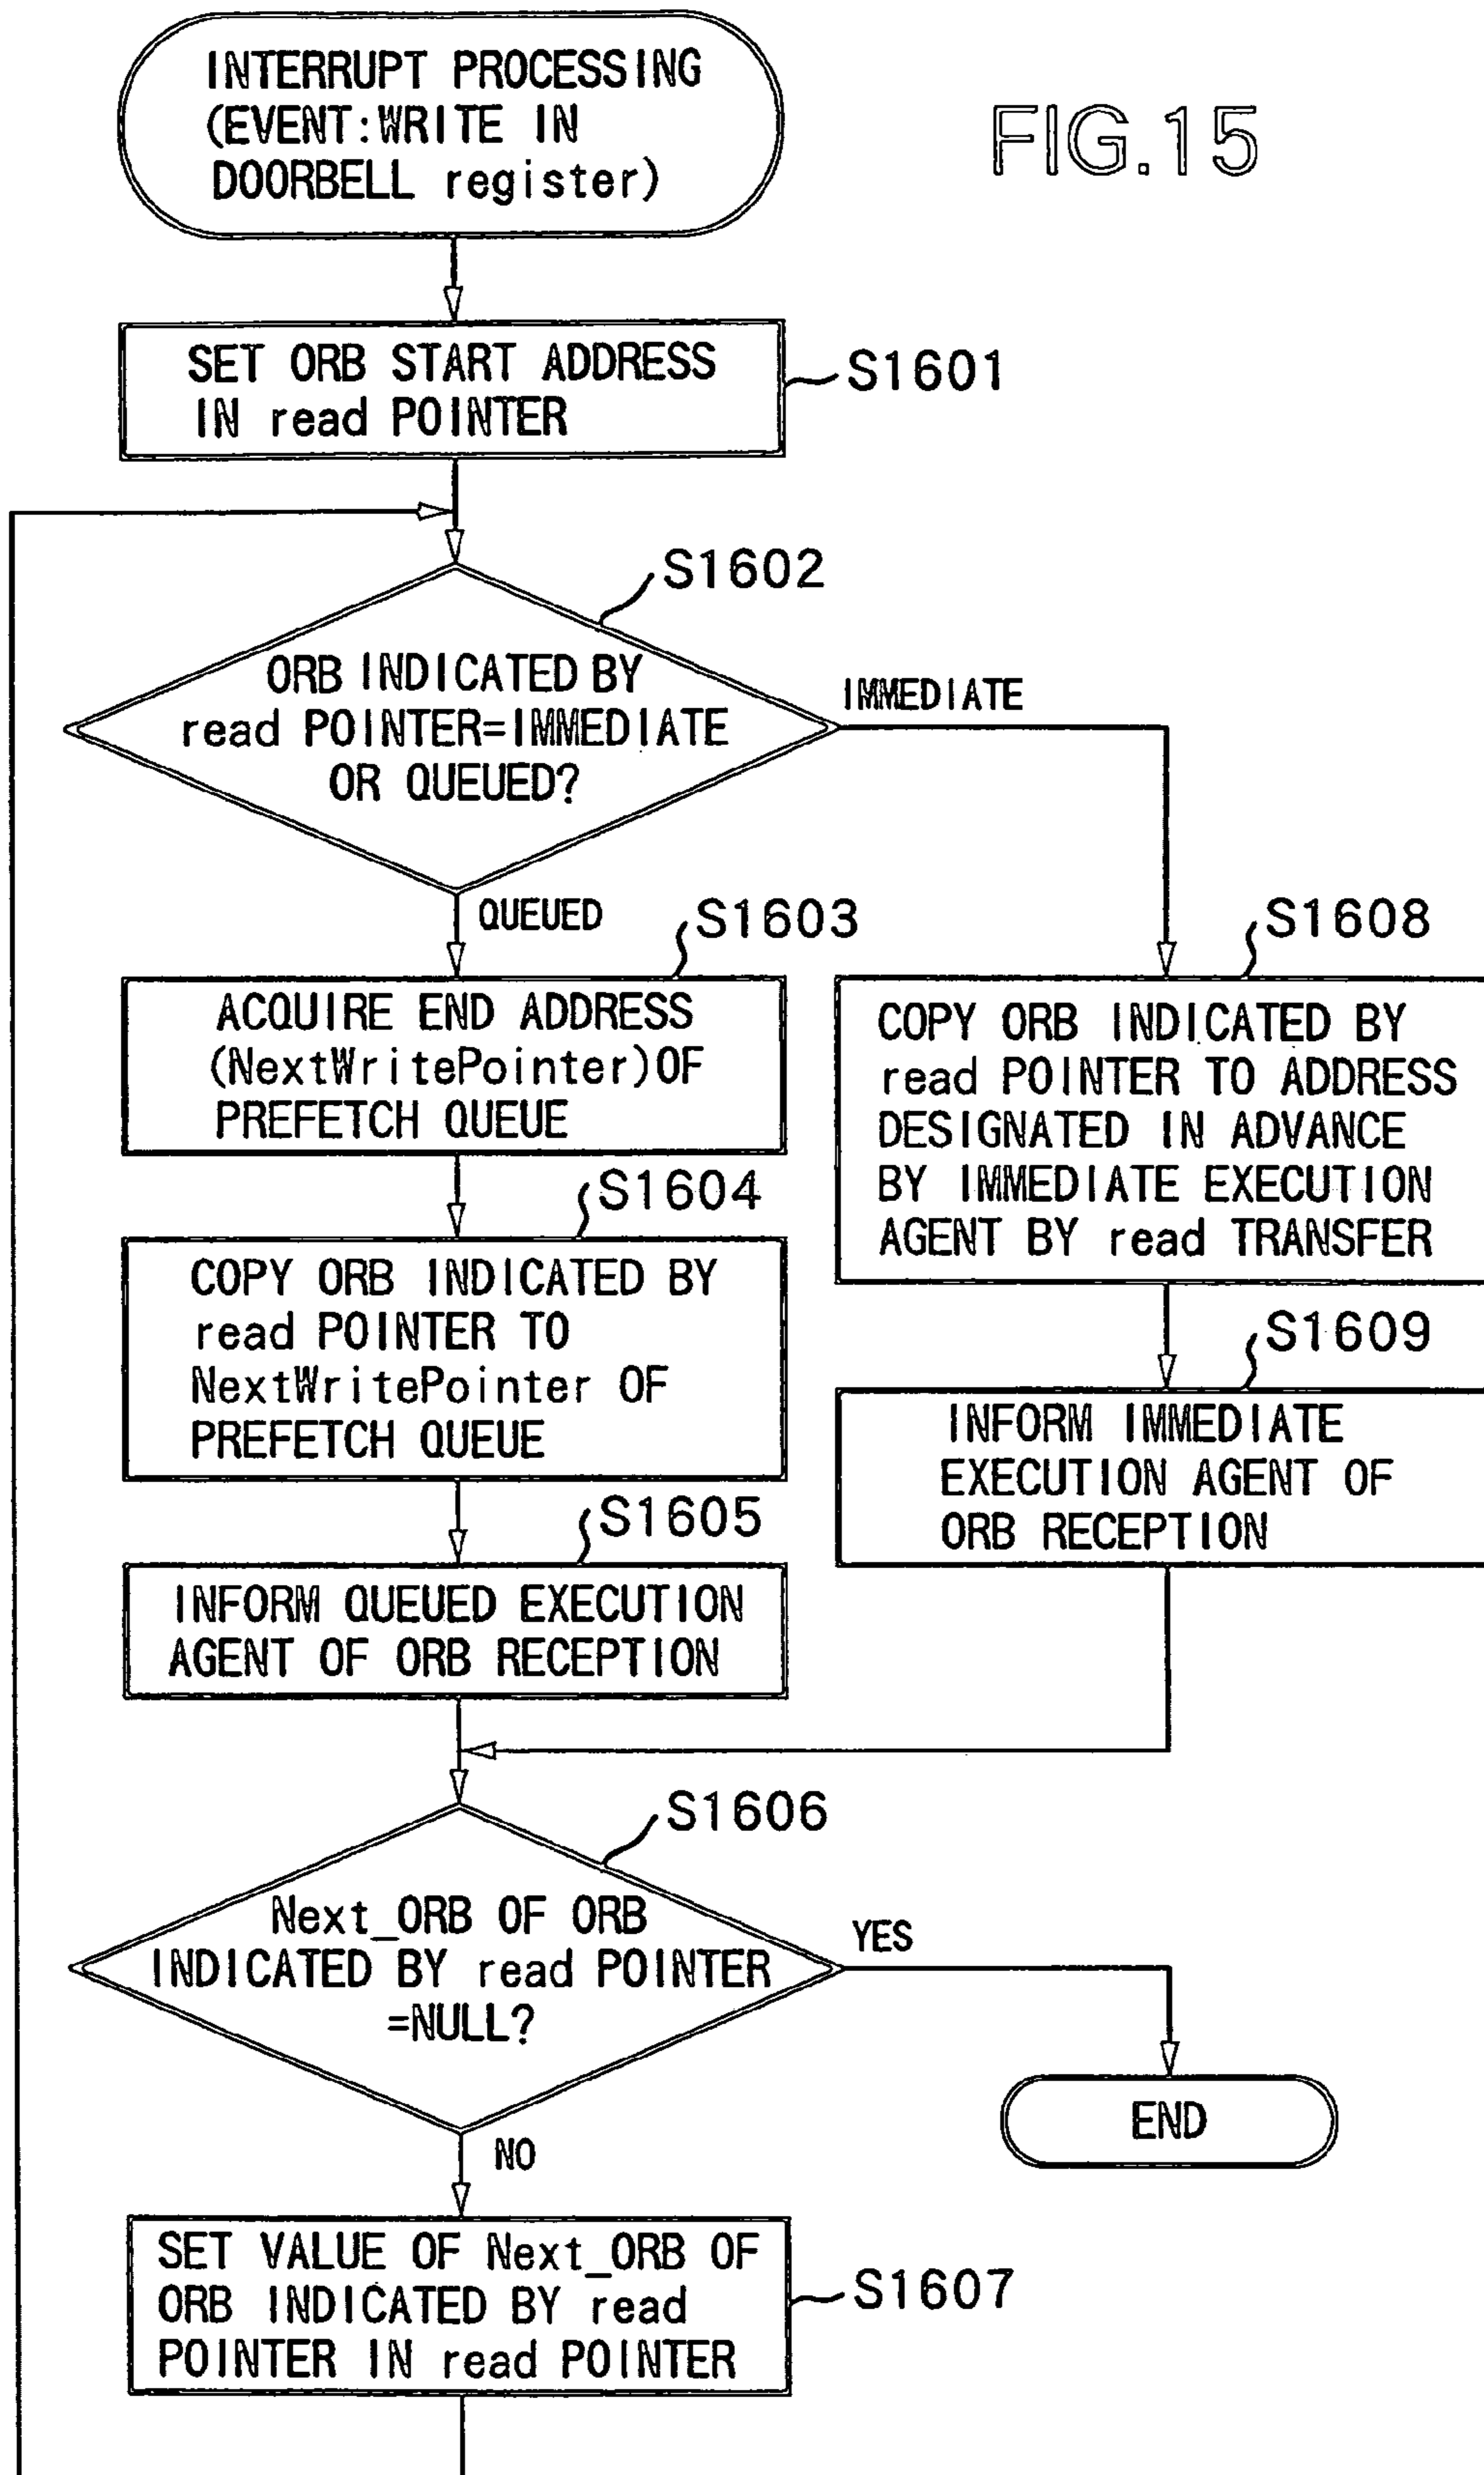 INTERRUPT PROCESSING
(EVENT:WRITE IN
DOORBELL register)
FIG.15
SET ORB START ADDRESS
IN read POINTER
S1601
S1602
ORB INDICATED BY
read POINTER=IMMEDIATE
OR QUEUED?
IMMEDIATE
QUEUED
S1603
ACQUIRE END ADDRESS
(NextWritePointer)OF
PREFETCH QUEUE
S1604
COPY ORB INDICATED BY
read POINTER TO
NextWritePointer OF
PREFETCH QUEUE
S1605
INFORM QUEUED EXECUTION
AGENT OF ORB RECEPTION
S1608
COPY ORB INDICATED BY
read POINTER TO ADDRESS
DESIGNATED IN ADVANCE
BY IMMEDIATE EXECUTION
AGENT BY read TRANSFER
S1609
INFORM IMMEDIATE
EXECUTION AGENT OF
ORB RECEPTION
S1606
Next_ORB OF ORB
INDICATED BY read POINTER
=NULL?
YES
END
NO
SET VALUE OF Next_ORB OF
ORB INDICATED BY read
POINTER IN read POINTER
S1607